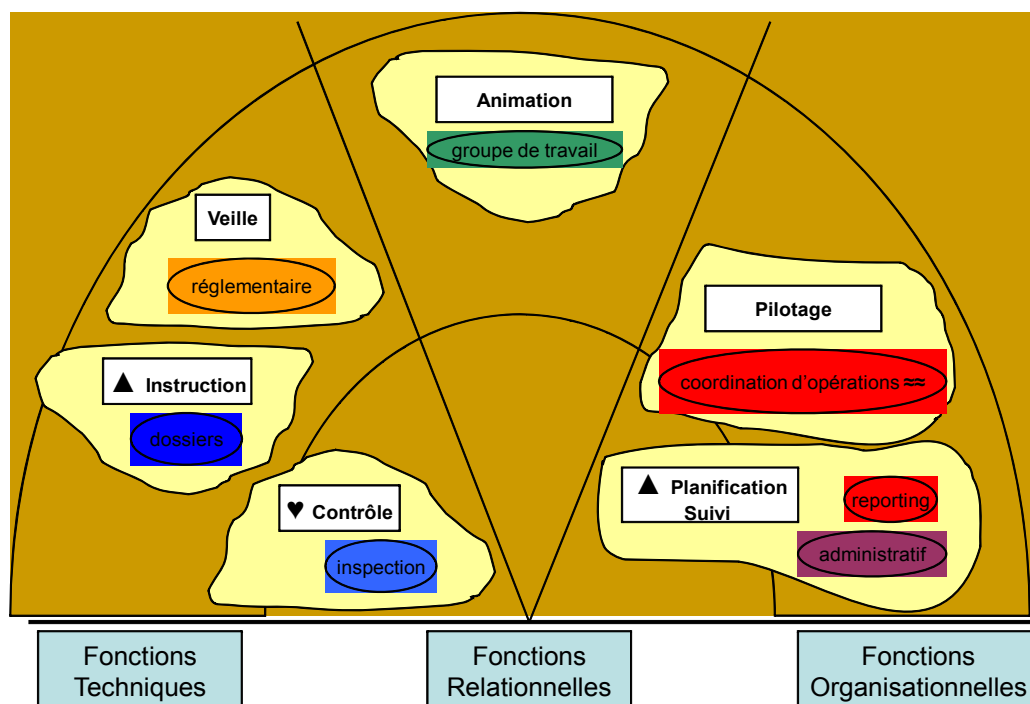 Animation
groupe de travail
Veille
réglementaire
Pilotage
coordination d'opérations ≈≈
▲ Instruction
dossiers
▲ Planification
Suivi
reporting
administratif
♥ Contrôle
inspection
Fonctions
Techniques
Fonctions
Relationnelles
Fonctions
Organisationnelles